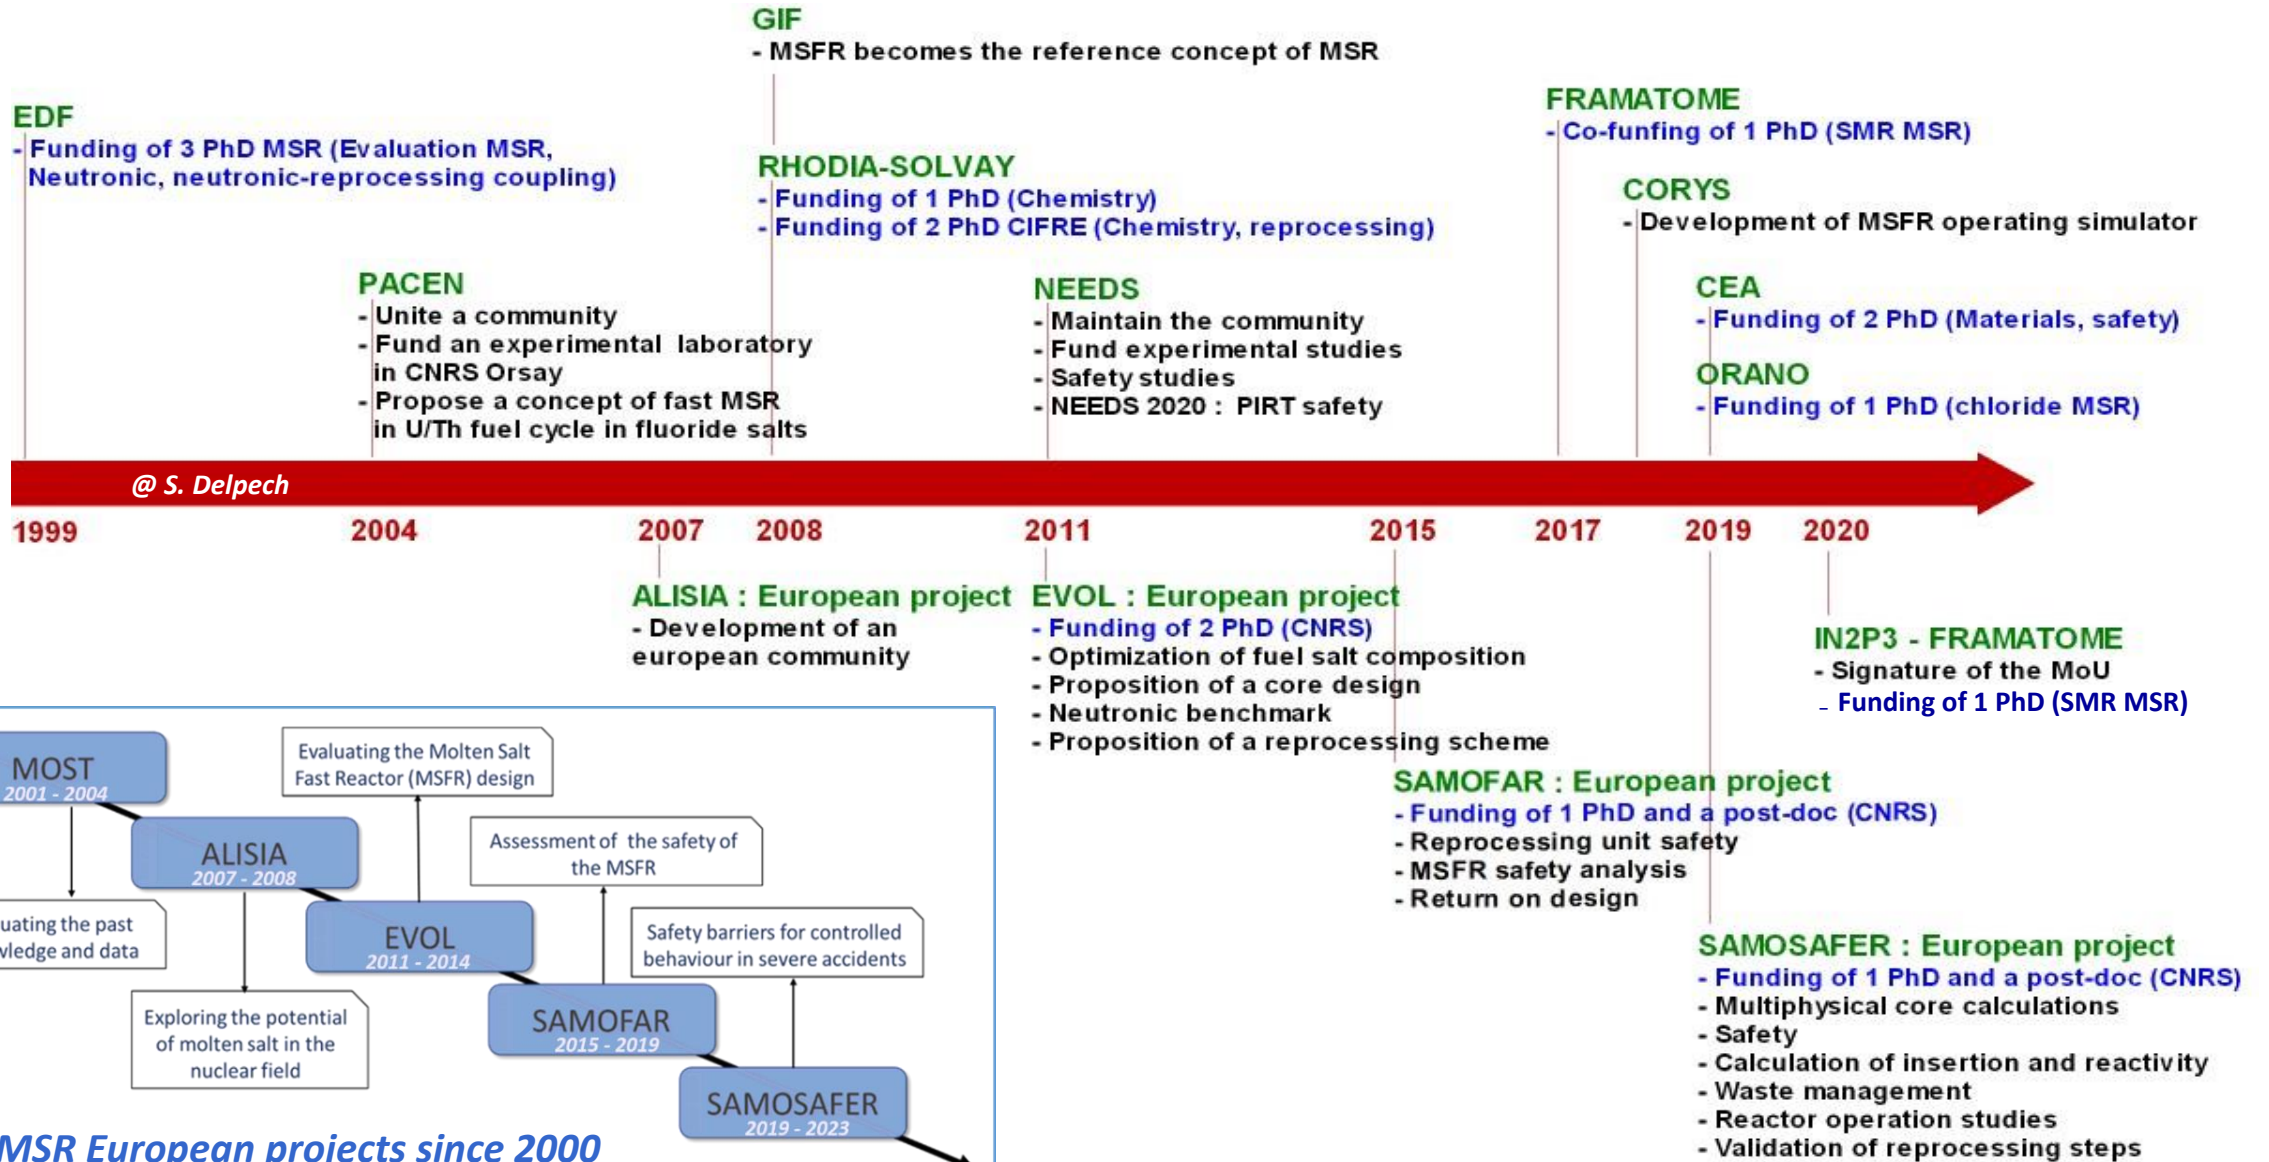 GIF
- MSFR becomes the reference concept of MSR
EDF
- Funding of 3 PhD MSR (Evaluation MSR,
Neutronic, neutronic-reprocessing coupling)
RHODIA-SOLVAY
- Funding of 1 PhD (Chemistry)
- Funding of 2 PhD CIFRE (Chemistry, reprocessing)
FRAMATOME
- Co-funfing of 1 PhD (SMR MSR)
CORYS
- Development of MSFR operating simulator
PACEN
- Unite a community
- Fund an experimental laboratory
in CNRS Orsay
- Propose a concept of fast MSR
in U/Th fuel cycle in fluoride salts
NEEDS
- Maintain the community
- Fund experimental studies
- Safety studies
- NEEDS 2020 : PIRT safety
CEA
- Funding of 2 PhD (Materials, safety)
ORANO
- Funding of 1 PhD (chloride MSR)
@ S. Delpech
1999 2004 2007 2008 2011 2015 2017 2019 2020
ALISIA : European project
- Development of an
european community
EVOL : European project
- Funding of 2 PhD (CNRS)
- Optimization of fuel salt composition
- Proposition of a core design
- Neutronic benchmark
- Proposition of a reprocessing scheme
IN2P3 - FRAMATOME
- Signature of the MoU
- Funding of 1 PhD (SMR MSR)
SAMOFAR : European project
- Funding of 1 PhD and a post-doc (CNRS)
- Reprocessing unit safety
- MSFR safety analysis
- Return on design
SAMOSAFER : European project
- Funding of 1 PhD and a post-doc (CNRS)
- Multiphysical core calculations
- Safety
- Calculation of insertion and reactivity
- Waste management
- Reactor operation studies
- Validation of reprocessing steps
MOST
2001 - 2004
Evaluating the Molten Salt
Fast Reactor (MSFR) design
ALISIA
2007 - 2008
Assessment of the safety of
the MSFR
uating the past
wledge and data
EVOL
2011 - 2014
Safety barriers for controlled
behaviour in severe accidents
Exploring the potential
of molten salt in the
nuclear field
SAMOFAR
2015 - 2019
SAMOSAFER
2019 - 2023
MSR European projects since 2000